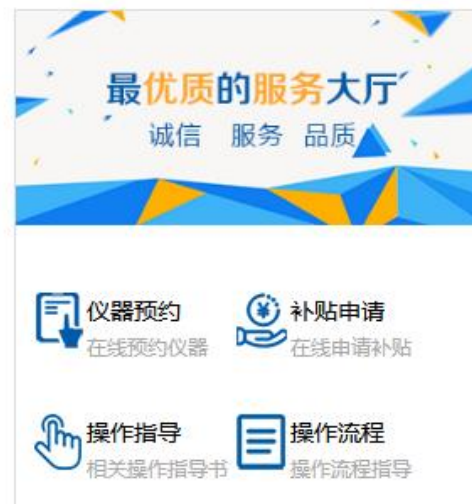 最优质的服务大厅
诚信 服务 品质
仪器预约
在线预约仪器
补贴申请
在线申请补贴
操作指导
相关操作指导书
操作流程
操作流程指导